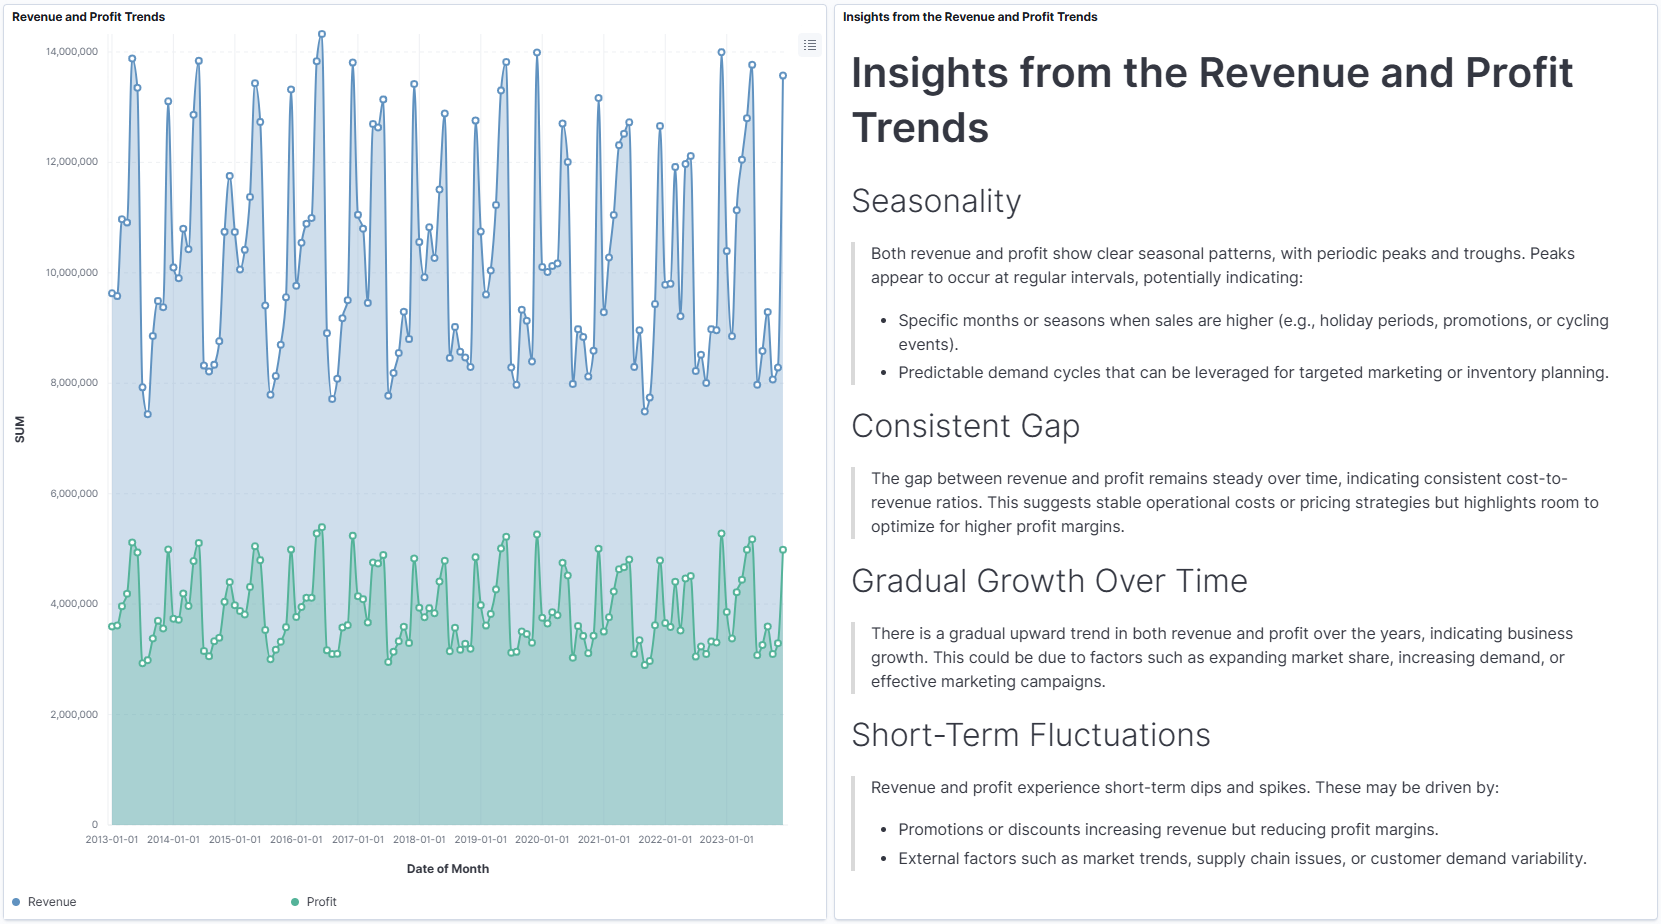 Revenue and Profit Trends
14,000,000
12,000,000
10,000,000
8,000,000
6,000,000
4,000,000
2,000,000
0
SUM
2013-01-01 2014-01-01 2015-01-01 2016-01-01 2017-01-01 2018-01-01 2019-01-01 2020-01-01 2021-01-01 2022-01-01 2023-01-01
Date of Month
Revenue Profit
Insights from the Revenue and Profit Trends
Insights from the Revenue and Profit
Trends
Seasonality
Both revenue and profit show clear seasonal patterns, with periodic peaks and troughs. Peaks
appear to occur at regular intervals, potentially indicating:
• Specific months or seasons when sales are higher (e.g., holiday periods, promotions, or cycling
events).
• Predictable demand cycles that can be leveraged for targeted marketing or inventory planning.
Consistent Gap
The gap between revenue and profit remains steady over time, indicating consistent cost-to-
revenue ratios. This suggests stable operational costs or pricing strategies but highlights room to
optimize for higher profit margins.
Gradual Growth Over Time
There is a gradual upward trend in both revenue and profit over the years, indicating business
growth. This could be due to factors such as expanding market share, increasing demand, or
effective marketing campaigns.
Short-Term Fluctuations
Revenue and profit experience short-term dips and spikes. These may be driven by:
• Promotions or discounts increasing revenue but reducing profit margins.
• External factors such as market trends, supply chain issues, or customer demand variability.